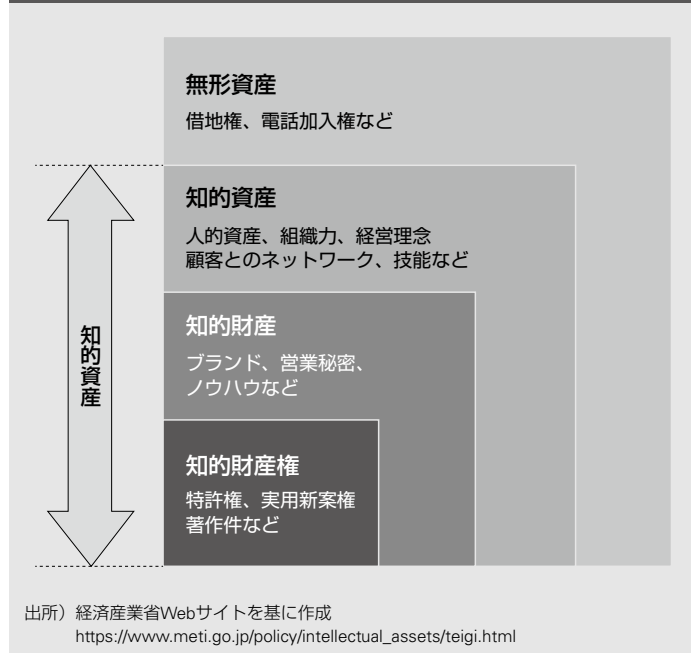 無形資産
借地権、電話加入権など
知的資産
人的資産、組織力、経営理念
顧客とのネットワーク、技能など
知的資産
知的財産
ブランド、営業秘密、
ノウハウなど
知的財産権
特許権、実用新案権
著作件など
出所）経済産業省Webサイトを基に作成
https://www.meti.go.jp/policy/intellectual_assets/teigi.html